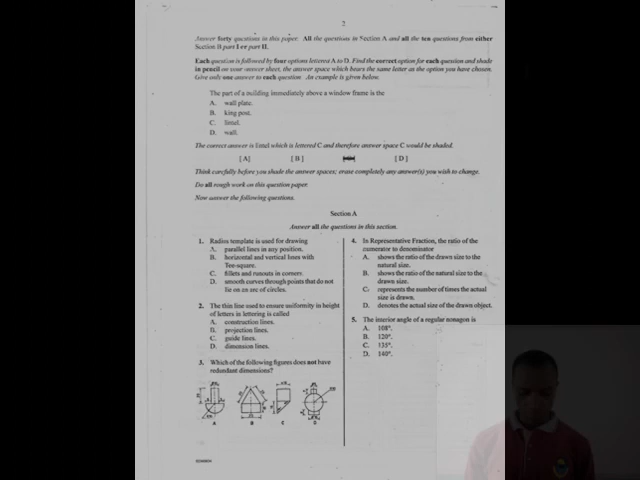 2
Answer forty questions in this paper. All the questions in Section A and all the ten questions from either
Section B part I or part II.
Each question is followed by four options lettered A to D. Find the correct option for each question and shade
in pencil on your answer sheet, the answer space which bears the same letter as the option you have chosen.
Give only one answer to each question. An example is given below.
The part of a building immediately above a window frame is the
A. wall plate.
B. king post.
C. lintel.
D. wall.
The correct answer is lintel which is lettered C and therefore answer space C would be shaded.
[A] [B] [D]
Think carefully before you shade the answer spaces; erase completely any answer(s) you wish to change.
Do all rough work on this question paper.
Now answer the following questions.
Section A
Answer all the questions in this section.
1. Radius template is used for drawing
A. parallel lines in any position.
B. horizontal and vertical lines with
Tee-square.
C. fillets and runouts in corners.
D. smooth curves through points that do not
lie on an arc of circles.
2. The thin line used to ensure uniformity in height
of letters in lettering is called
A. construction lines.
B. projection lines.
C. guide lines.
D. dimension lines.
3. Which of the following figures does not have
redundant dimensions?
A B C D
4. In Representative Fraction, the ratio of the
numerator to denominator
A. shows the ratio of the drawn size to the
natural size.
B. shows the ratio of the natural size to the
drawn size.
C. represents the number of times the actual
size is drawn.
D. denotes the actual size of the drawn object.
5. The interior angle of a regular nonagon is
A. 108°.
B. 120°.
C. 135°.
D. 140°.